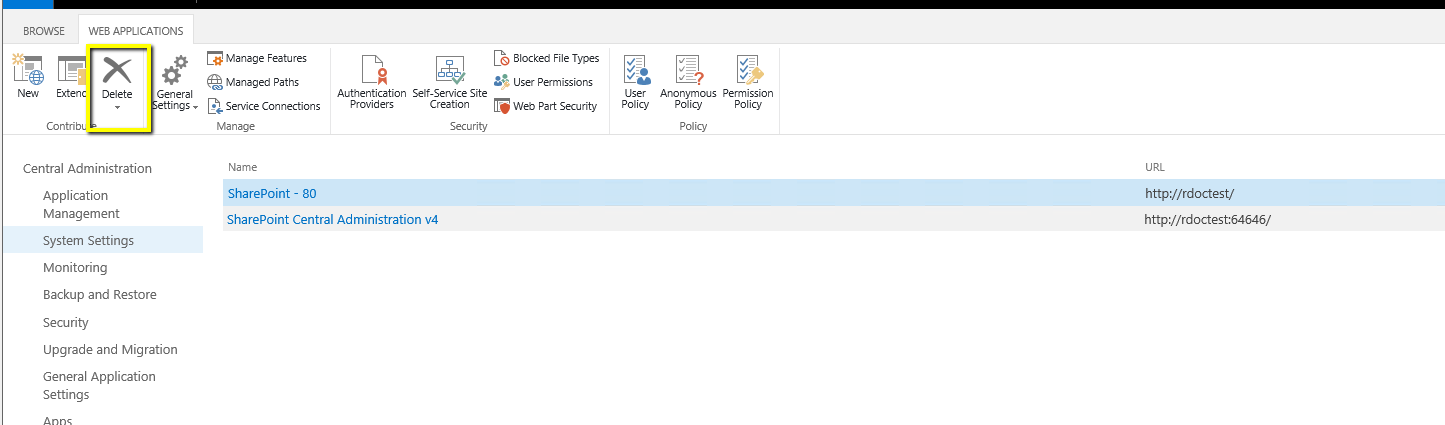 BROWSE WEB APPLICATIONS
New
Extend
Delete
General
Settings
Manage Features
Managed Paths
Service Connections
Authentication
Providers
Self-Service Site
Creation
Blocked File Types
User Permissions
Web Part Security
User
Policy
Anonymous
Policy
Permission
Policy
Contribute Manage Security Policy
Central Administration
Application
Management
System Settings
Monitoring
Backup and Restore
Security
Upgrade and Migration
General Application
Settings
Apps
Name URL
SharePoint - 80 http://rdoctest/
SharePoint Central Administration v4 http://rdoctest:64646/